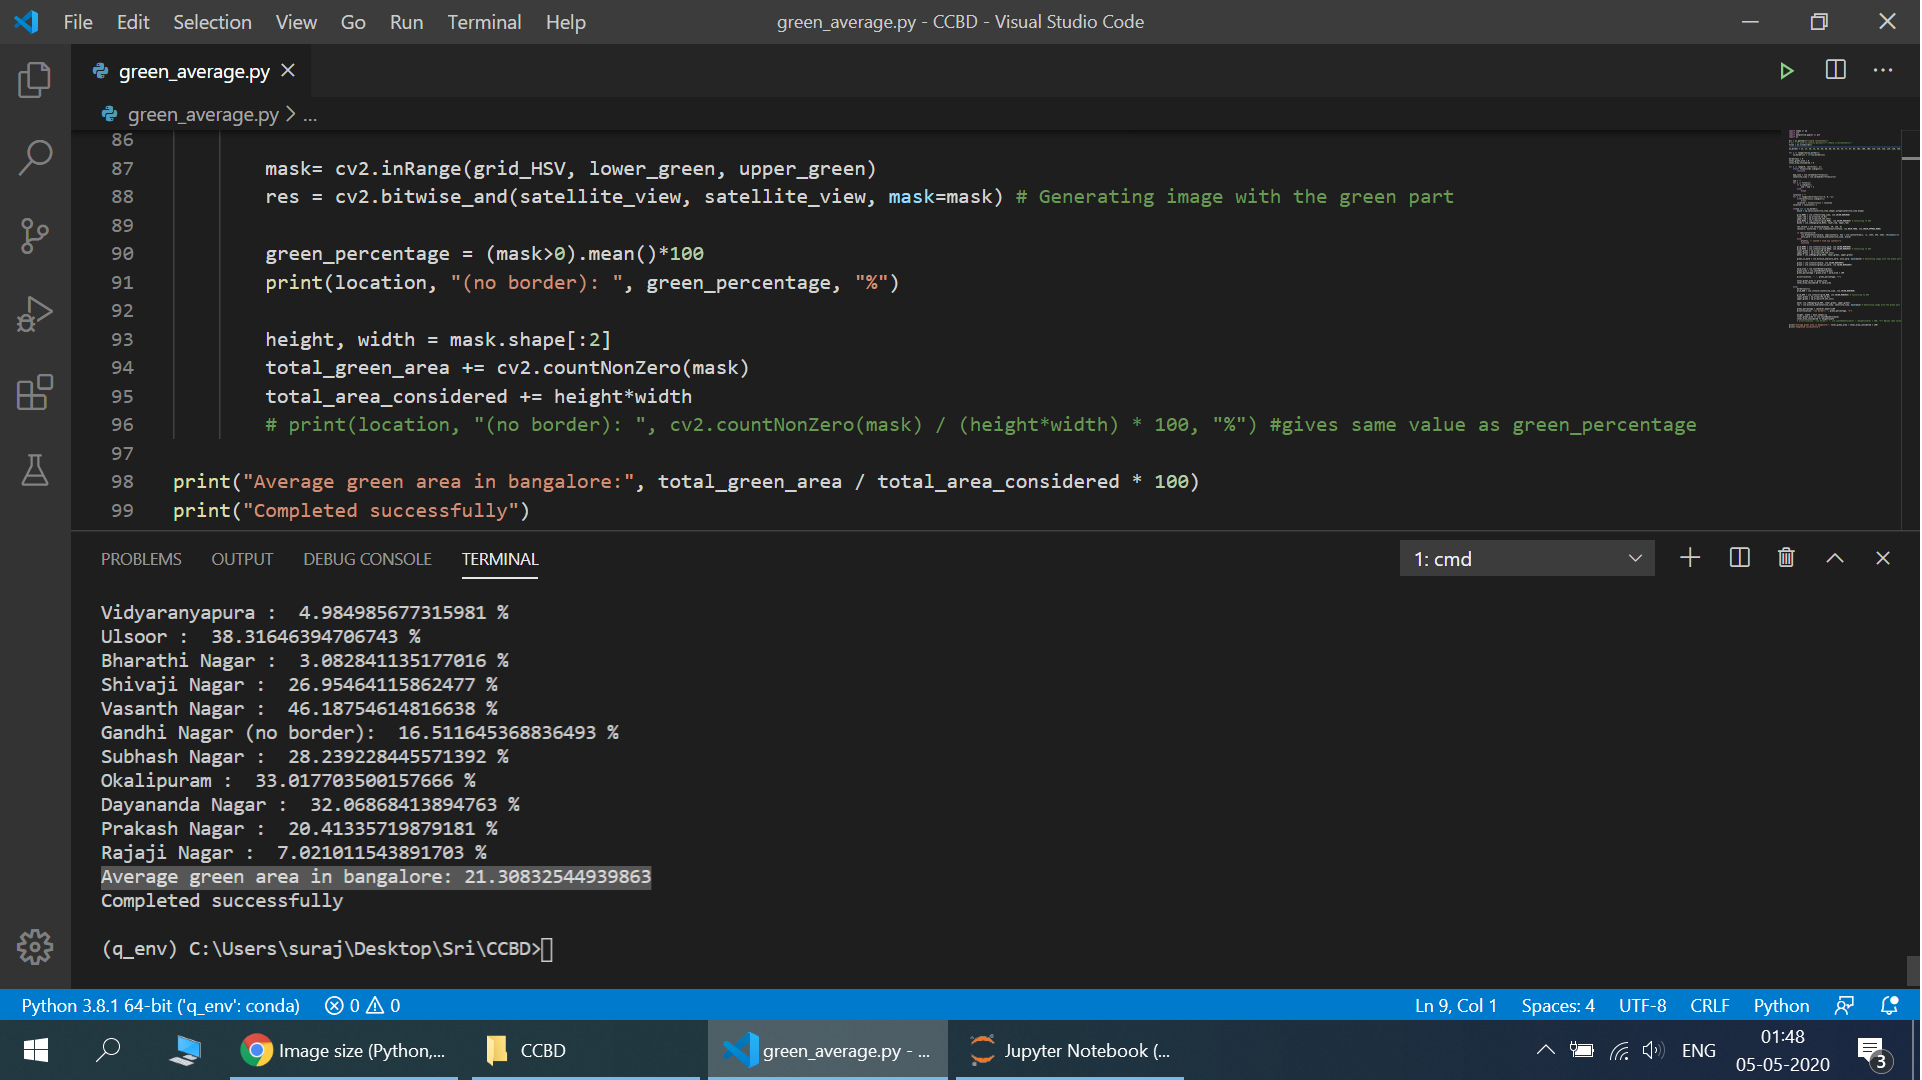 File Edit Selection View Go Run Terminal Help green_average.py - CCBD - Visual Studio Code
green_average.py
green_average.py > ...
86
87 mask= cv2.inRange(grid_HSV, lower_green, upper_green)
88 res = cv2.bitwise_and(satellite_view, satellite_view, mask=mask) # Generating image with the green part
89
90 green_percentage = (mask>0).mean()*100
91 print(location, "(no border): ", green_percentage, "%")
92
93 height, width = mask.shape[:2]
94 total_green_area += cv2.countNonZero(mask)
95 total_area_considered += height*width
96 # print(location, "(no border): ", cv2.countNonZero(mask) / (height*width) * 100, "%") #gives same value as green_percentage
97
98 print("Average green area in bangalore:", total_green_area / total_area_considered * 100)
99 print("Completed successfully")
PROBLEMS OUTPUT DEBUG CONSOLE TERMINAL 1: cmd
Vidyaranyapura :  4.984985677315981 %
Ulsoor :  38.31646394706743 %
Bharathi Nagar :  3.082841135177016 %
Shivaji Nagar :  26.95464115862477 %
Vasanth Nagar :  46.18754614816638 %
Gandhi Nagar (no border):  16.511645368836493 %
Subhash Nagar :  28.239228445571392 %
Okalipuram :  33.017703500157666 %
Dayananda Nagar :  32.06868413894763 %
Prakash Nagar :  20.41335719879181 %
Rajaji Nagar :  7.021011543891703 %
Average green area in bangalore: 21.30832544939863
Completed successfully
(q_env) C:\Users\suraj\Desktop\Sri\CCBD>
Python 3.8.1 64-bit ('q_env': conda) 0 0 Ln 9, Col 1 Spaces: 4 UTF-8 CRLF Python
Image size (Python,... CCBD green_average.py - ... Jupyter Notebook (... ENG 01:48
05-05-2020 3